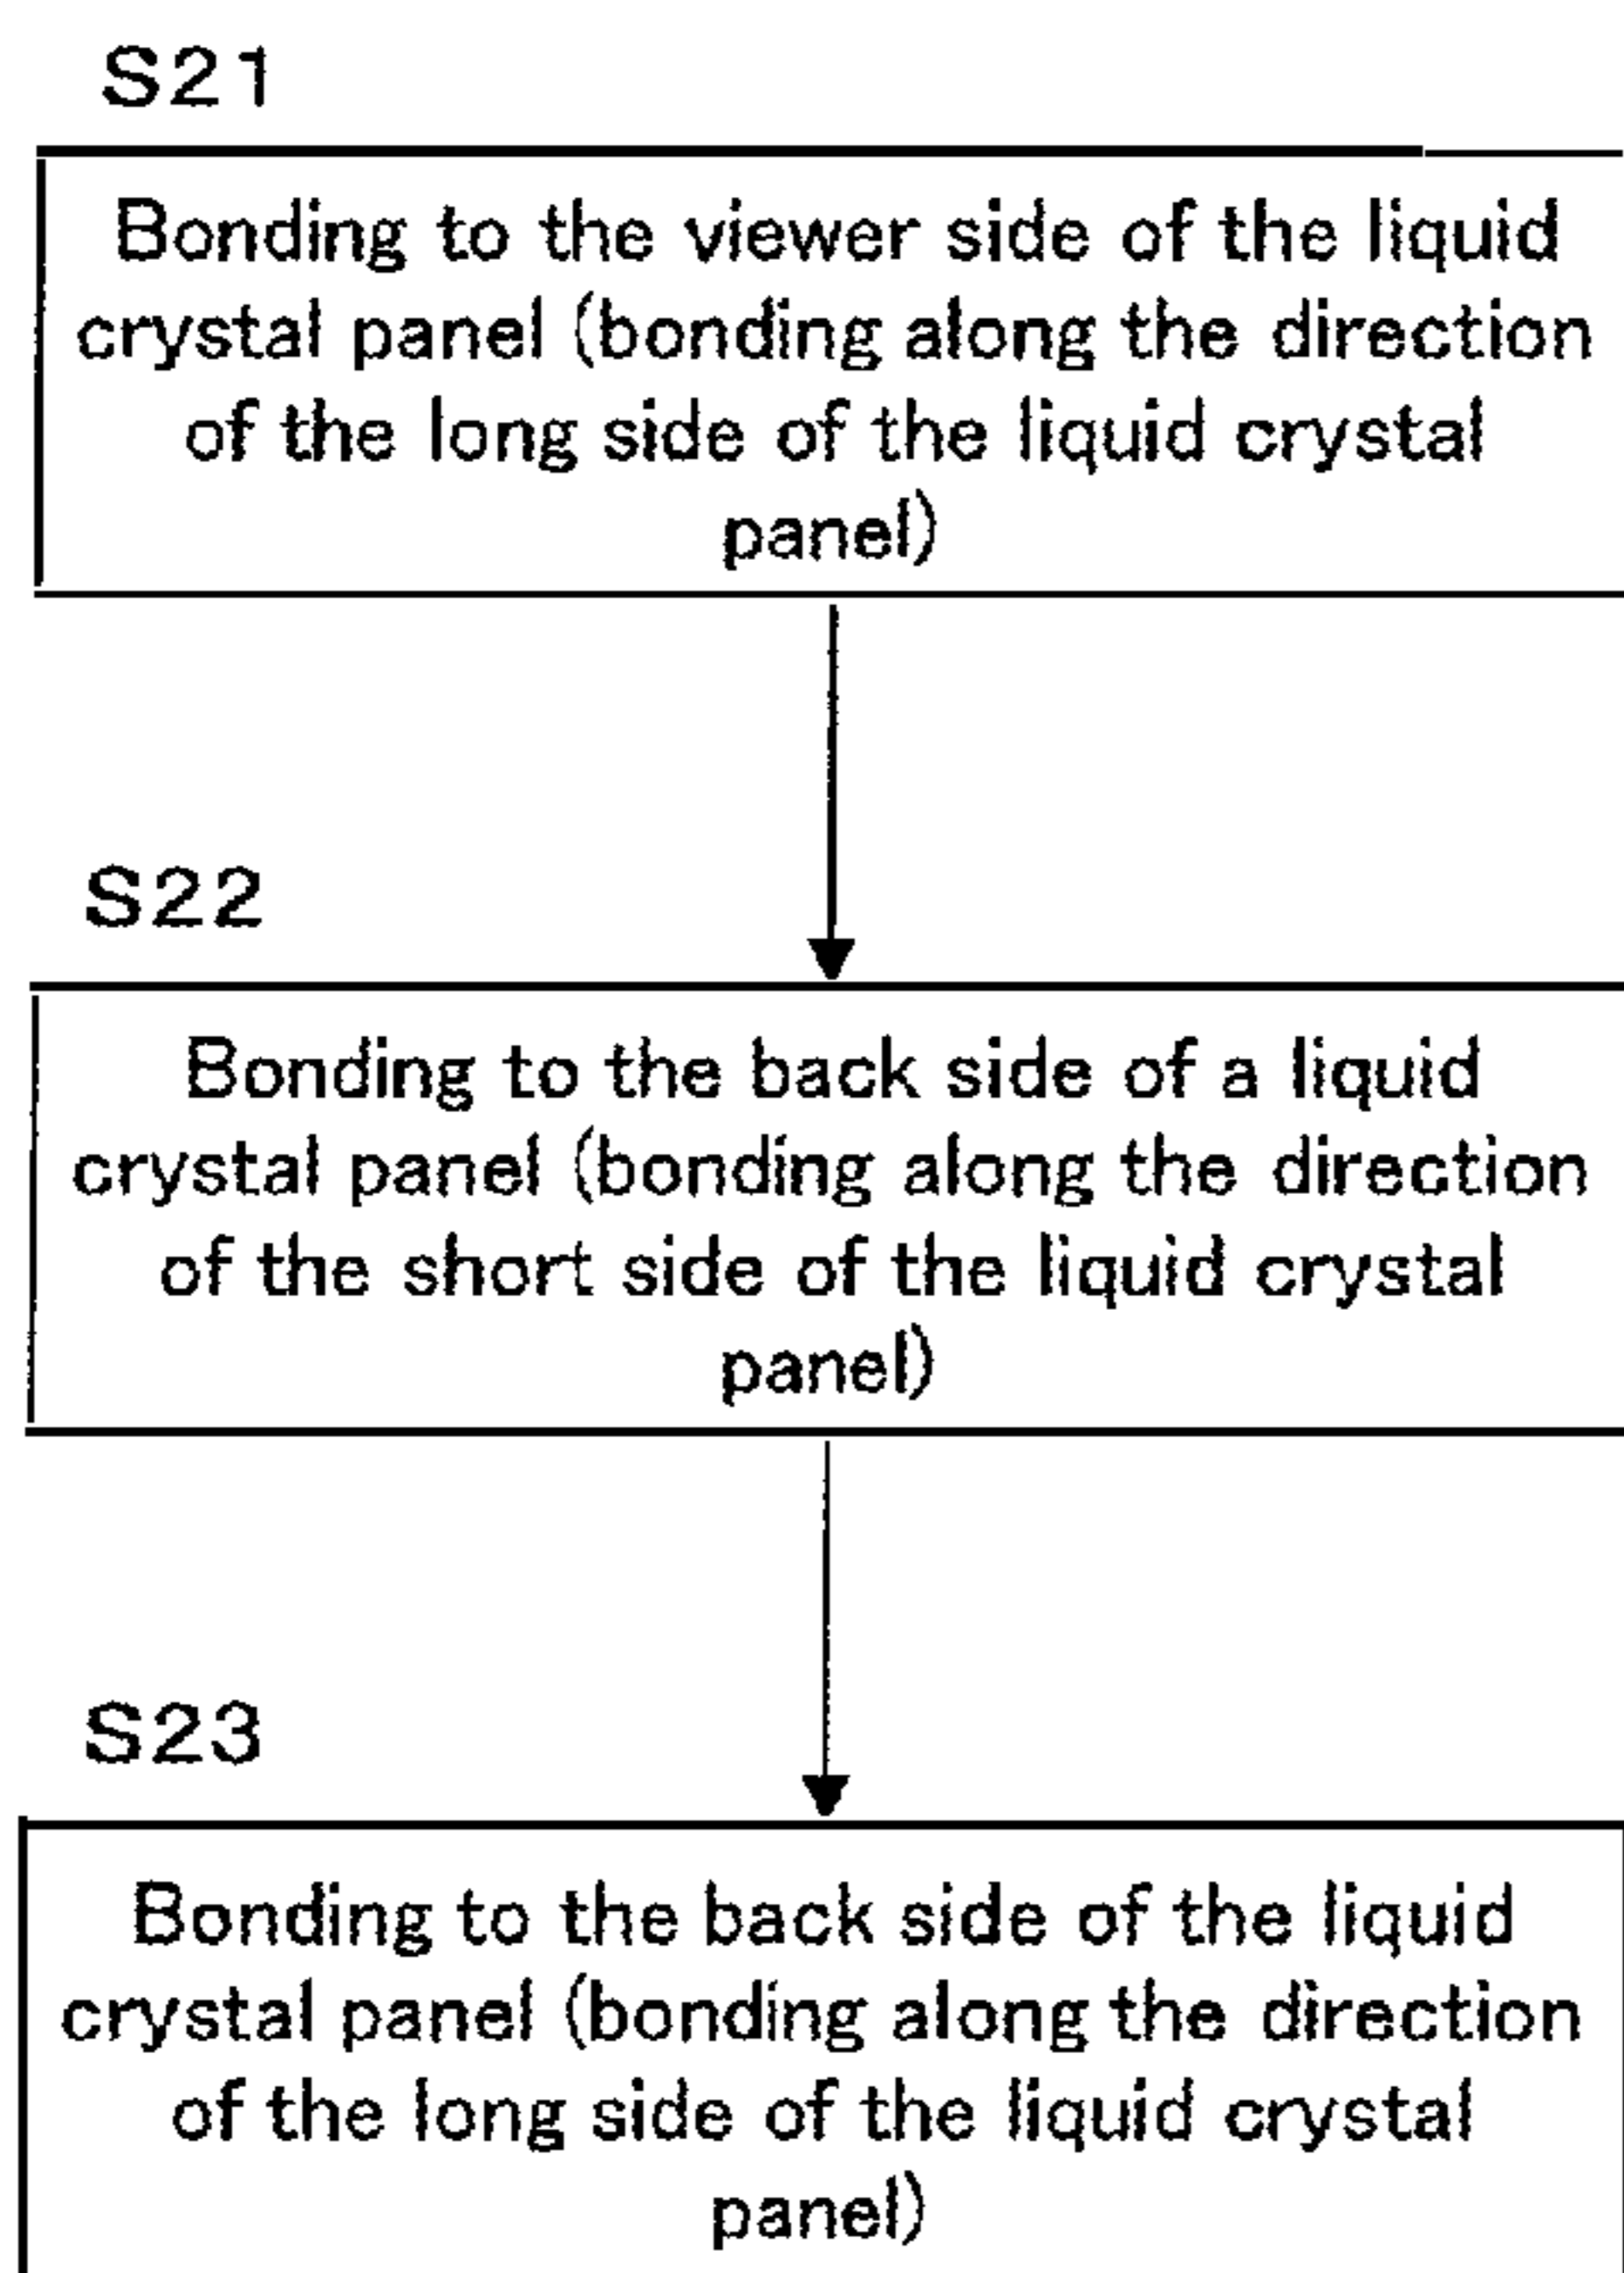 S21
Bonding to the viewer side of the liquid
crystal panel (bonding along the direction
of the long side of the liquid crystal
panel)
S22
Bonding to the back side of a liquid
crystal panel (bonding along the direction
of the short side of the liquid crystal
panel)
S23
Bonding to the back side of the liquid
crystal panel (bonding along the direction
of the long side of the liquid crystal
panel)